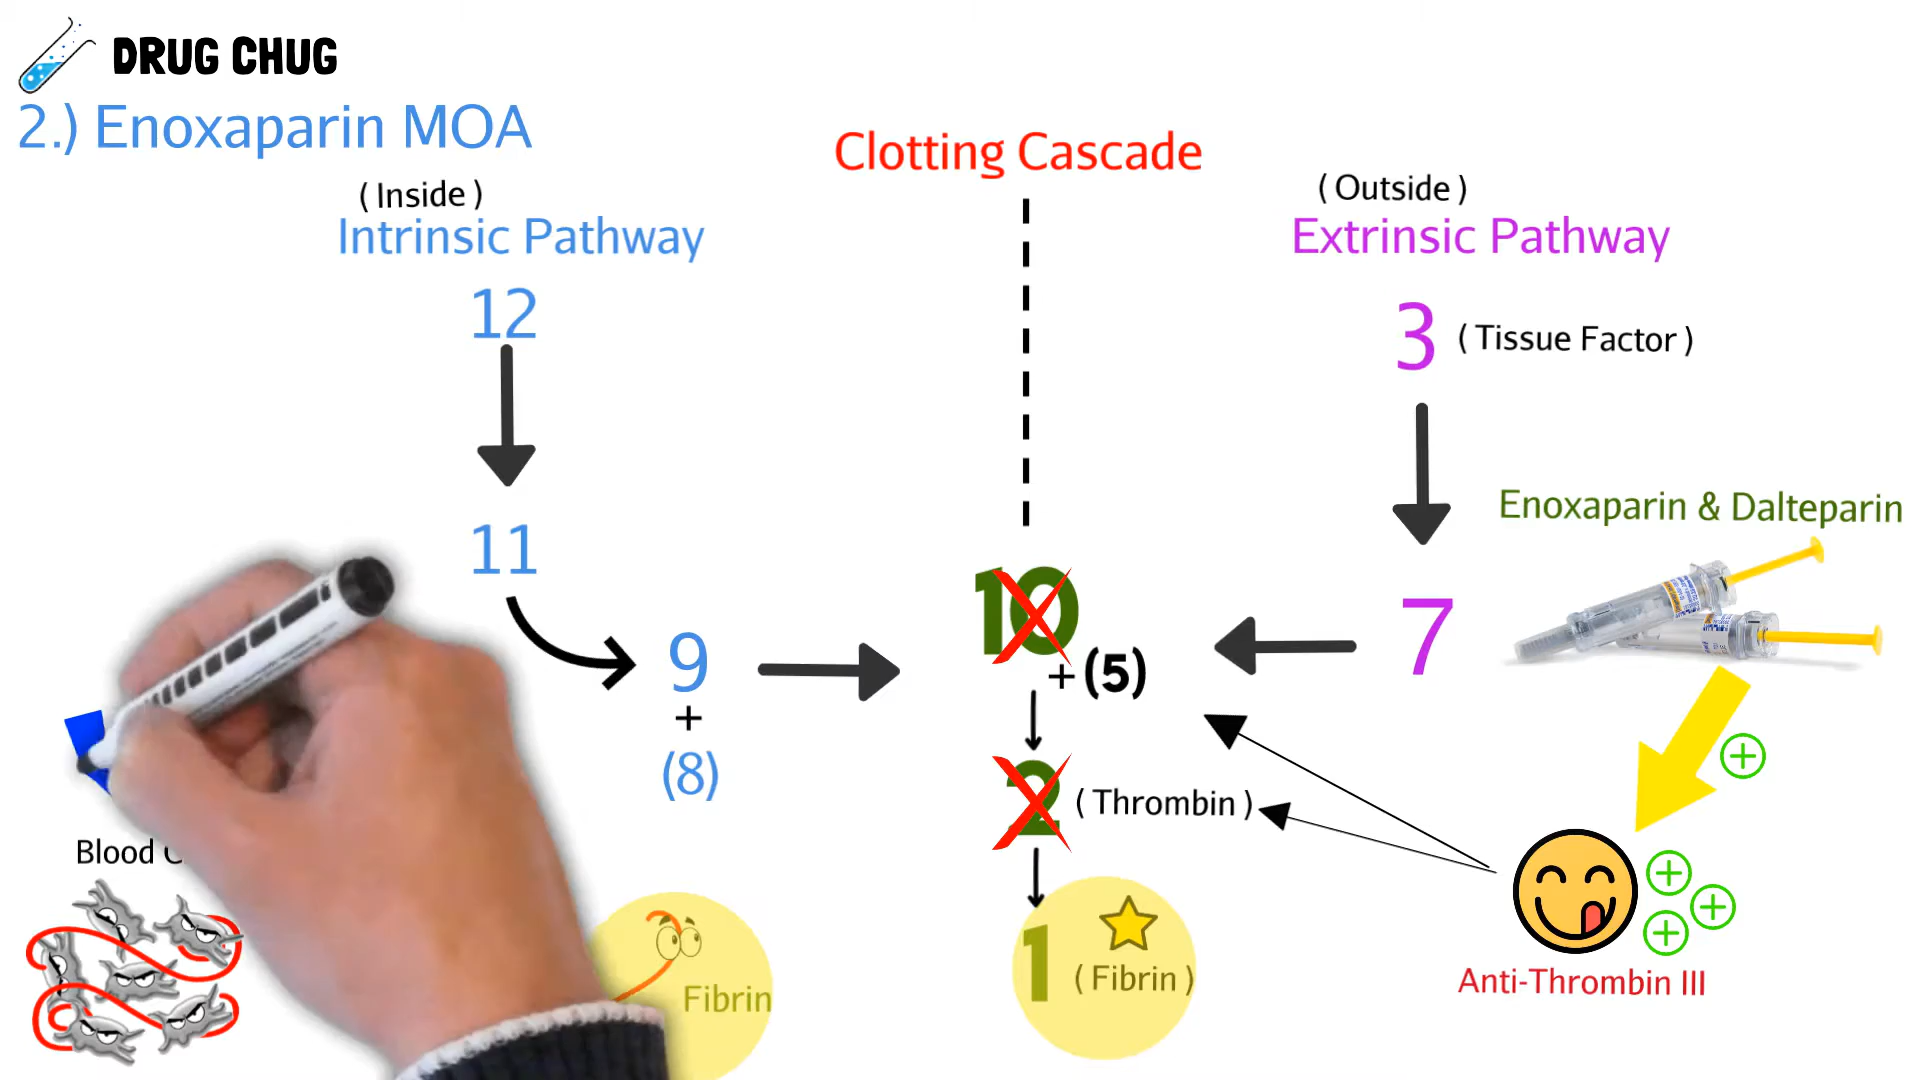 DRUG CHUG
2.) Enoxaparin MOA
Clotting Cascade
( Inside )
Intrinsic Pathway
( Outside )
Extrinsic Pathway
12
3 ( Tissue Factor )
11
Enoxaparin & Dalteparin
9
+
(8)
10
+ (5)
7
2 ( Thrombin )
+
Blood
1 ( Fibrin )
Fibrin
+
+
+
Anti-Thrombin III